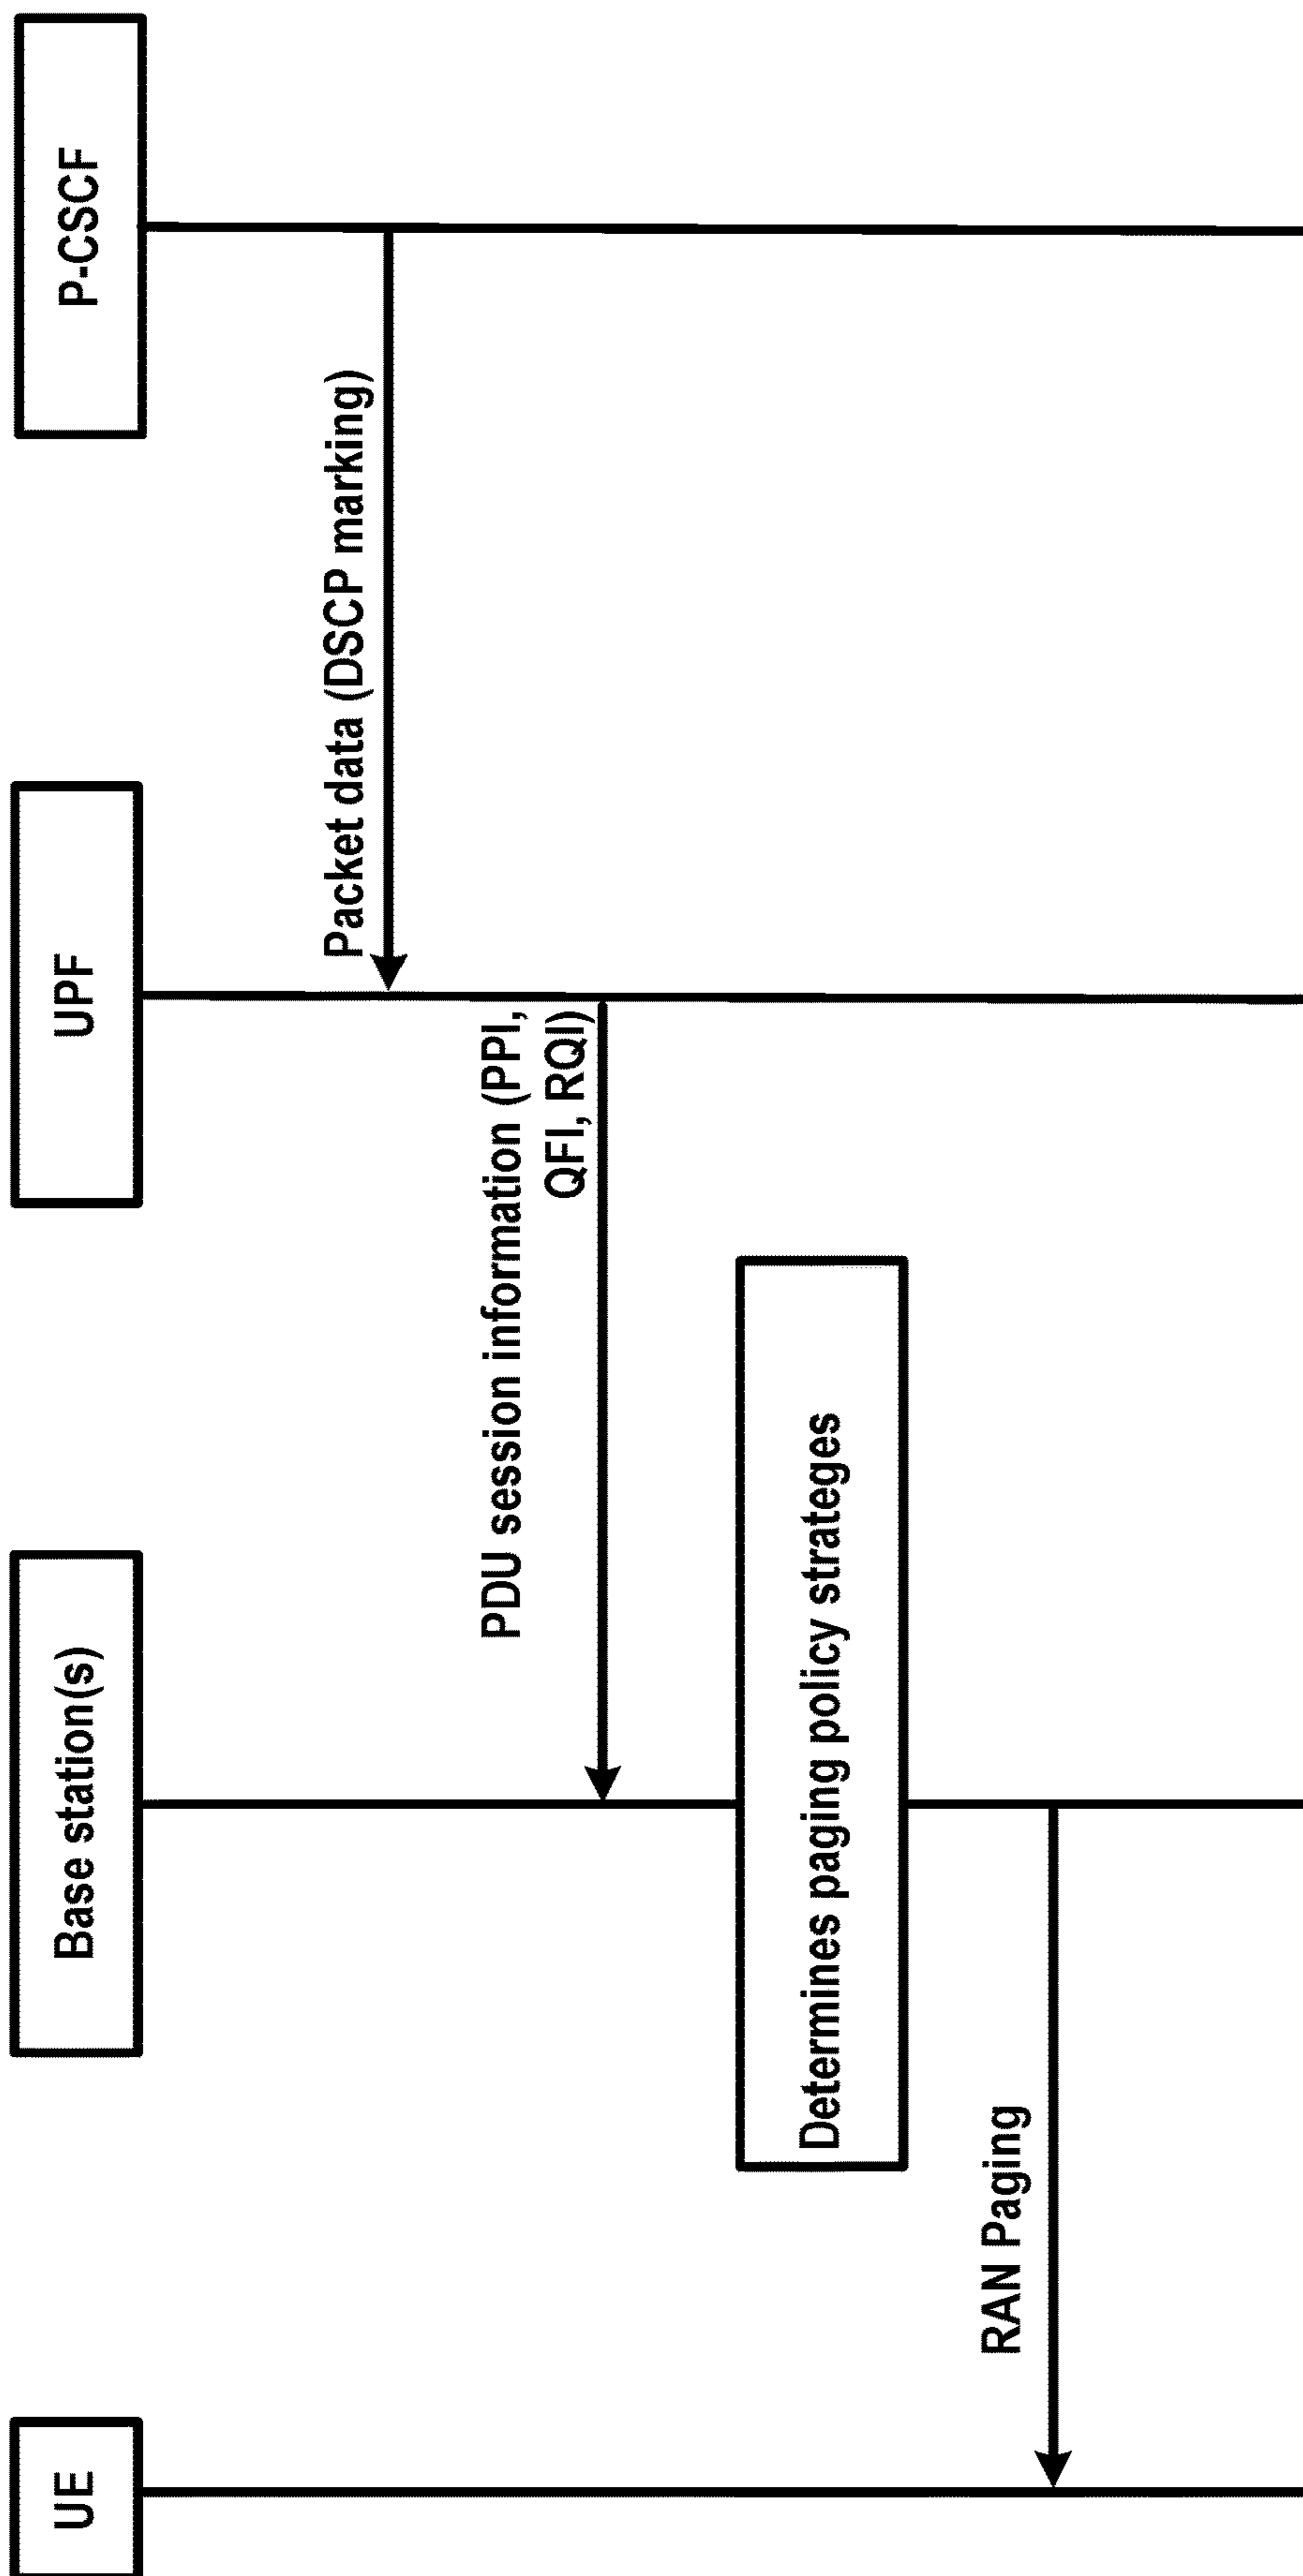 UE
Base station(s)
UPF
P-CSCF
Packet data (DSCP marking)
PDU session information (PPI,
QFI, RQI)
Determines paging policy strateges
RAN Paging